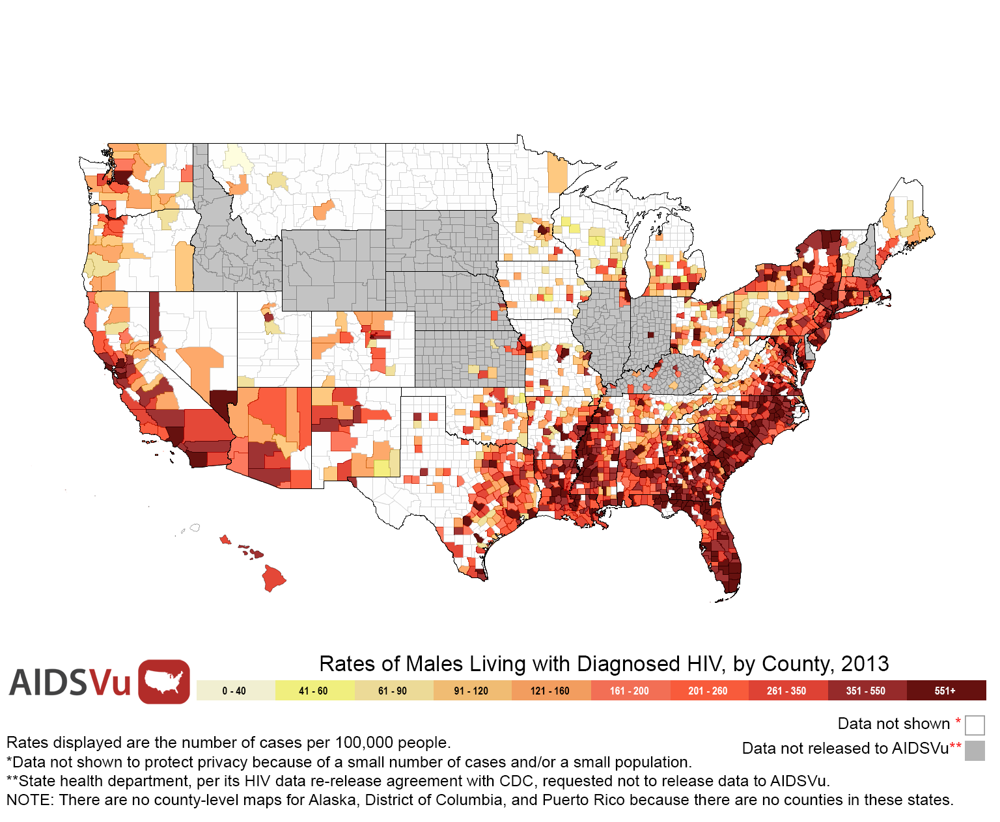 Rates of Males Living with Diagnosed HIV, by County, 2013
AIDSVu
0 - 40 41 - 60 61 - 90 91 - 120 121 - 160 161 - 200 201 - 260 261 - 350 351 - 550 551+
Data not shown *
Data not released to AIDSVu**
Rates displayed are the number of cases per 100,000 people.
*Data not shown to protect privacy because of a small number of cases and/or a small population.
**State health department, per its HIV data re-release agreement with CDC, requested not to release data to AIDSVu.
NOTE: There are no county-level maps for Alaska, District of Columbia, and Puerto Rico because there are no counties in these states.